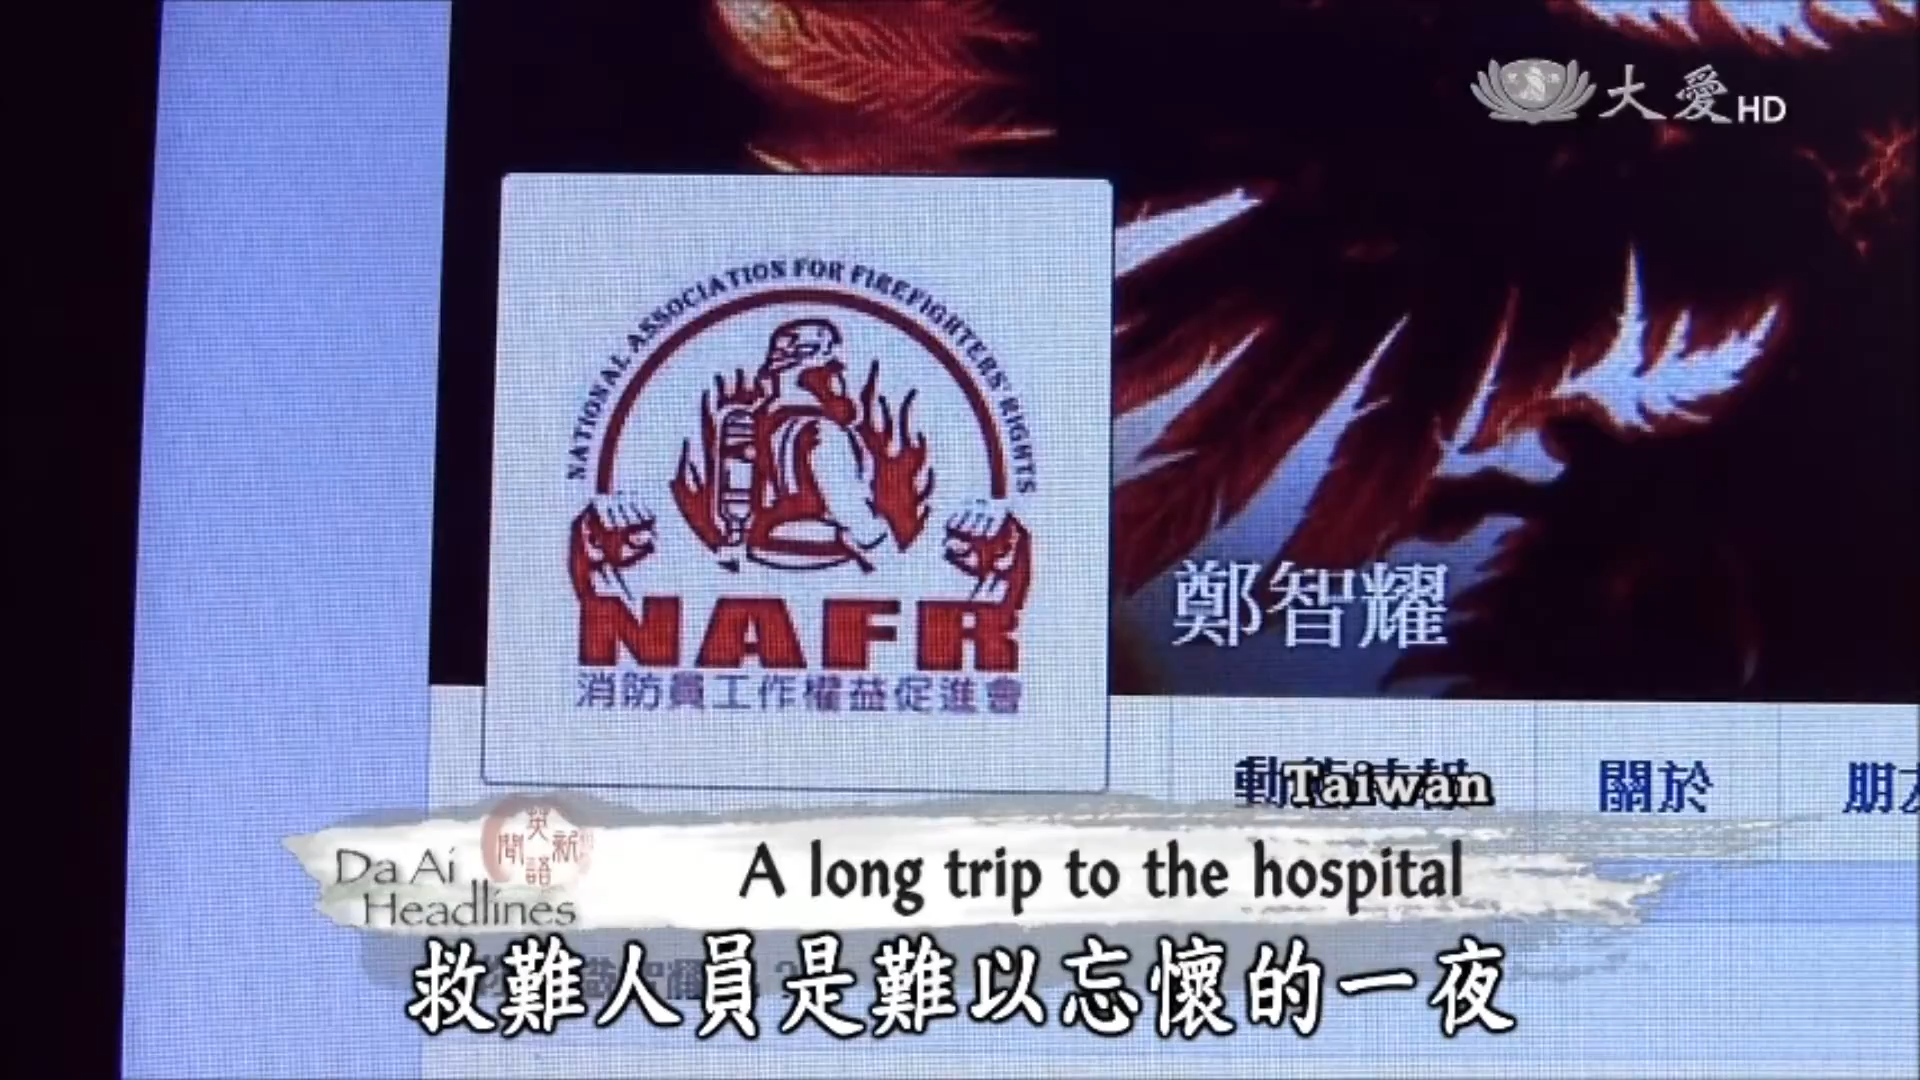 大愛HD
NATIONAL ASSOCIATION FOR FIREFIGHTERS' RIGHTS
NAFR
消防員工作權益促進會
鄭智耀
關於
Taiwan
Da Ai
Headlines
英語新聞
A long trip to the hospital
救難人員是難以忘懷的一夜